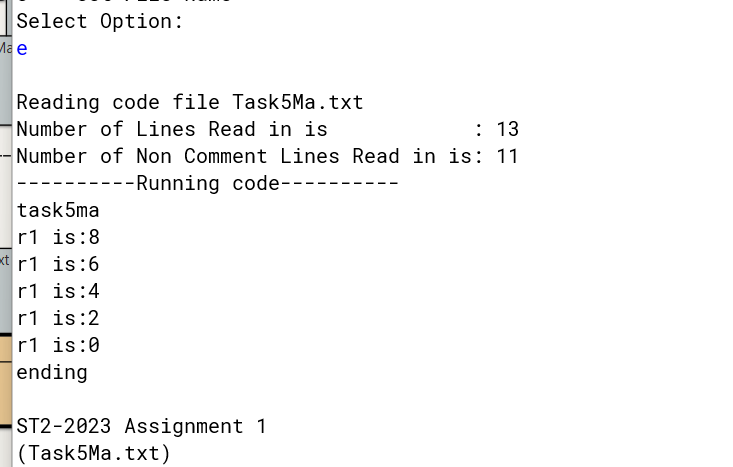 Select Option:
e
Reading code file Task5Ma.txt
Number of Lines Read in is            : 13
Number of Non Comment Lines Read in is: 11
----------Running code----------
task5ma
r1 is:8
r1 is:6
r1 is:4
r1 is:2
r1 is:0
ending
ST2-2023 Assignment 1
(Task5Ma.txt)